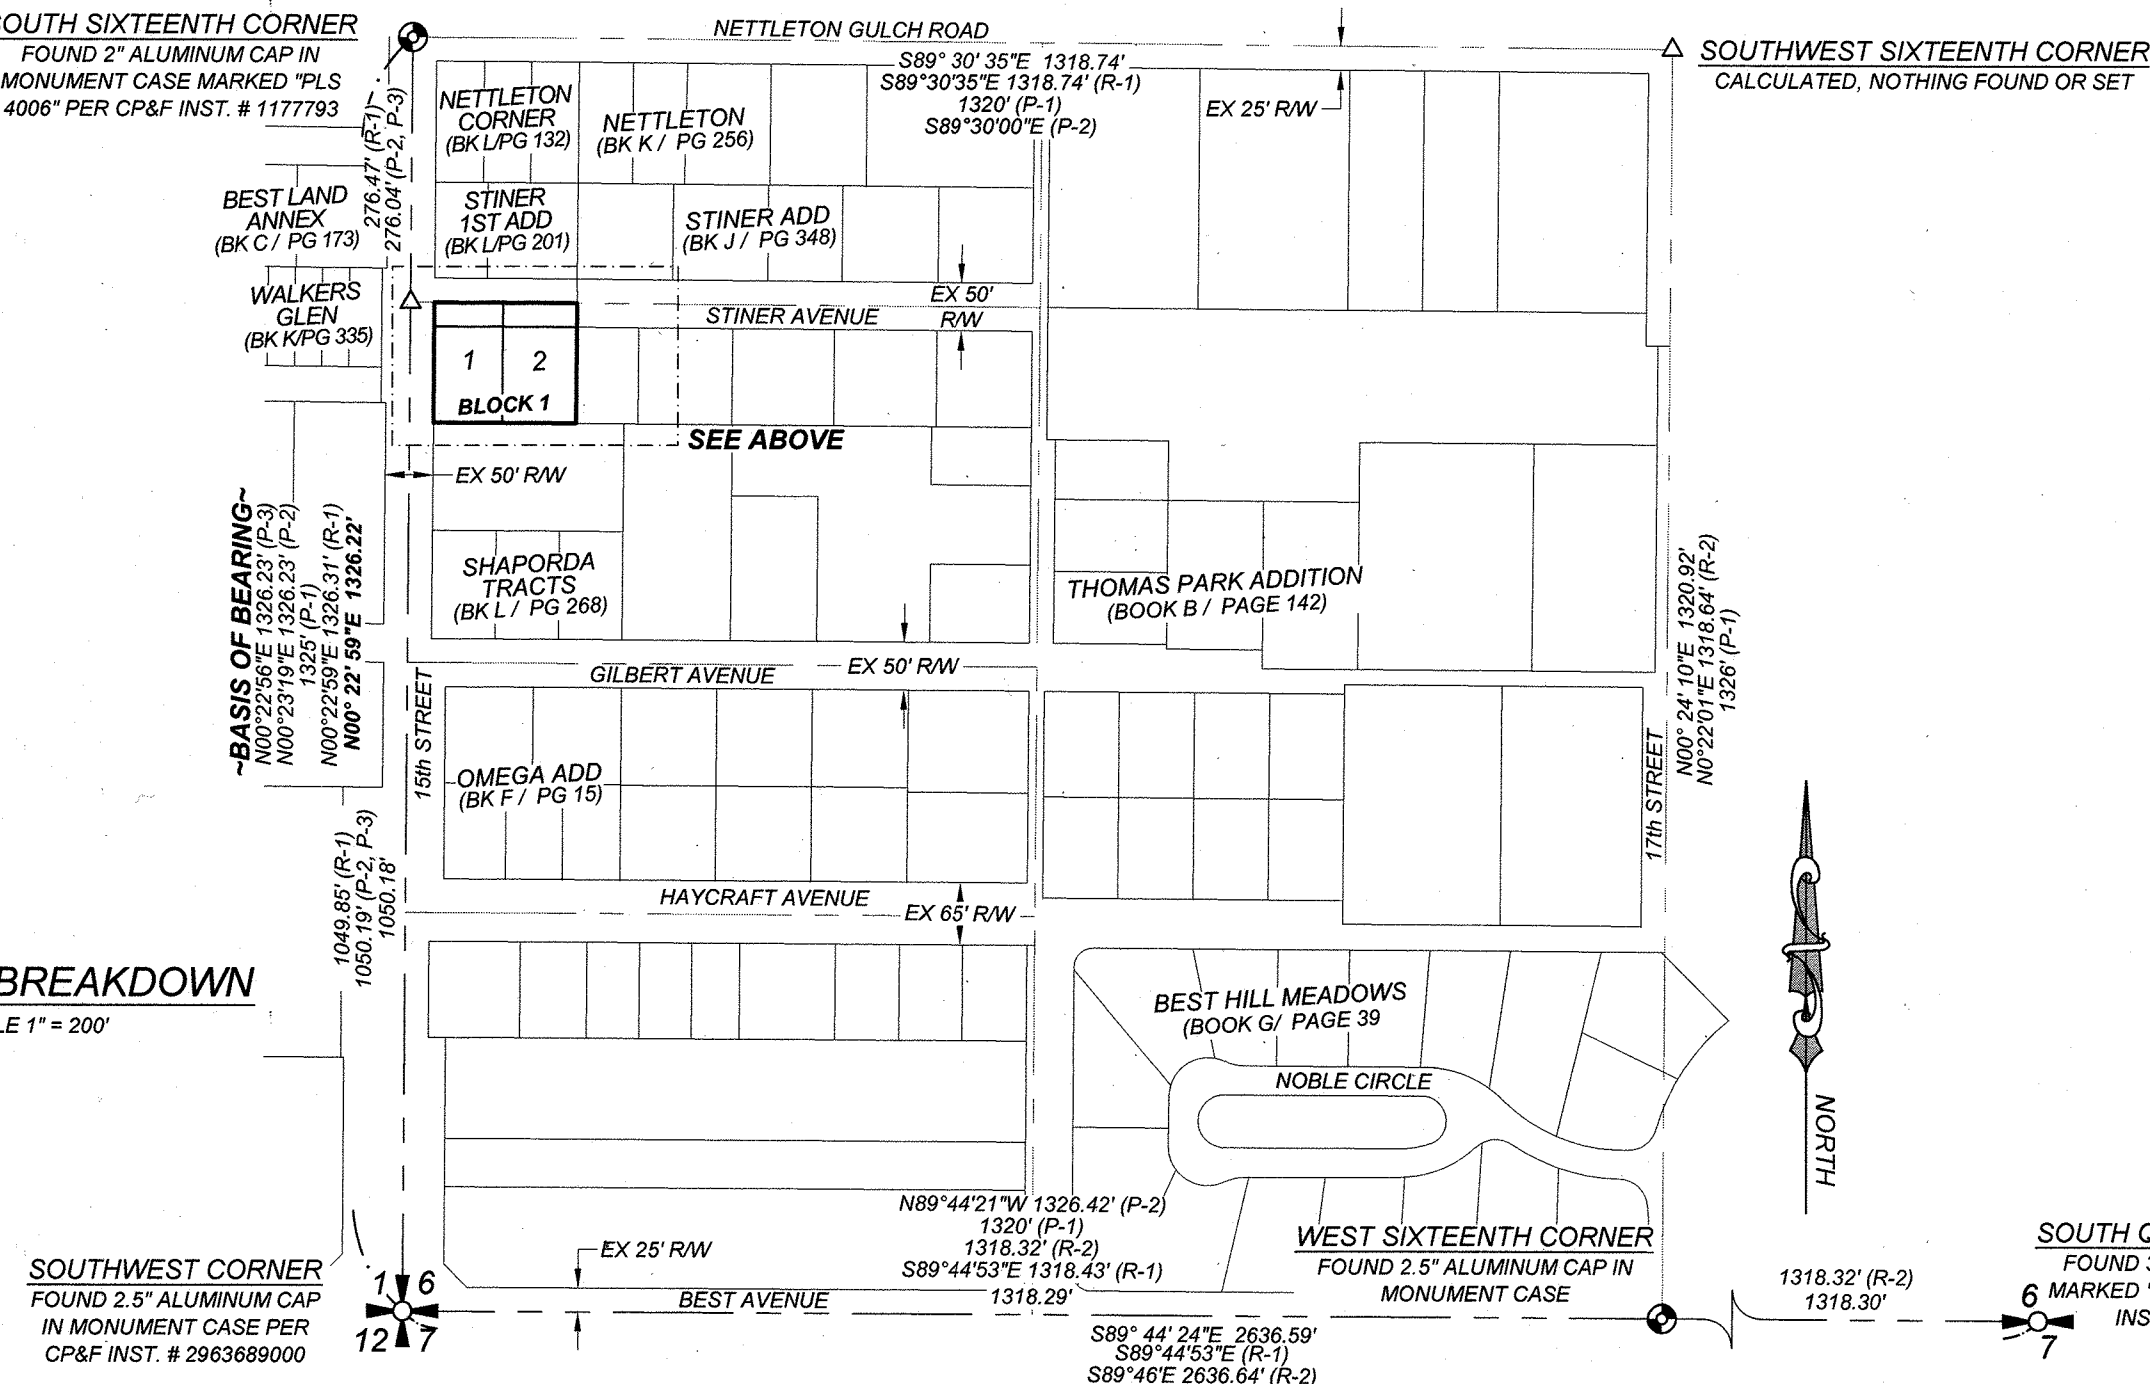 SOUTH SIXTEENTH CORNER
FOUND 2" ALUMINUM CAP IN
MONUMENT CASE MARKED "PLS
4006" PER CP&F INST. # 1177793
NETTLETON GULCH ROAD
S89° 30' 35"E 1318.74'
S89°30'35"E 1318.74' (R-1)
1320' (P-1)
S89°30'00"E (P-2)
EX 25' R/W
SOUTHWEST SIXTEENTH CORNER
CALCULATED, NOTHING FOUND OR SET
276.47' (R-1)
276.04' (P-2, P-3)
NETTLETON
CORNER
(BK L/PG 132)
NETTLETON
(BK K / PG 256)
BEST LAND
ANNEX
(BK C / PG 173)
STINER
1ST ADD
(BK L/PG 201)
STINER ADD
(BK J / PG 348)
WALKERS
GLEN
(BK K/PG 335)
EX 50'
R/W
STINER AVENUE
1
2
BLOCK 1
SEE ABOVE
EX 50' R/W
~BASIS OF BEARING~
N00°22'56"E 1326.23' (P-3)
N00°23'19"E 1326.23' (P-2)
1325' (P-1)
N00°22'59"E 1326.31' (R-1)
N00° 22' 59"E 1326.22'
SHAPORDA
TRACTS
(BK L / PG 268)
THOMAS PARK ADDITION
(BOOK B / PAGE 142)
N00° 24' 10"E 1320.92'
N0°22'01"E 1318.64' (R-2)
1326' (P-1)
GILBERT AVENUE
EX 50' R/W
15th STREET
17th STREET
OMEGA ADD
(BK F / PG 15)
1049.85' (R-1)
1050.19' (P-2, P-3)
1050.18'
HAYCRAFT AVENUE
EX 65' R/W
BREAKDOWN
LE 1" = 200'
BEST HILL MEADOWS
(BOOK G/ PAGE 39
NOBLE CIRCLE
NORTH
N89°44'21"W 1326.42' (P-2)
1320' (P-1)
1318.32' (R-2)
S89°44'53"E 1318.43' (R-1)
1318.29'
EX 25' R/W
BEST AVENUE
WEST SIXTEENTH CORNER
FOUND 2.5" ALUMINUM CAP IN
MONUMENT CASE
SOUTHWEST CORNER
FOUND 2.5" ALUMINUM CAP
IN MONUMENT CASE PER
CP&F INST. # 2963689000
1 6
12 7
S89° 44' 24"E 2636.59'
S89°44'53"E (R-1)
S89°46'E 2636.64' (R-2)
1318.32' (R-2)
1318.30'
SOUTH Q
FOUND 3
MARKED "
INS
6
7